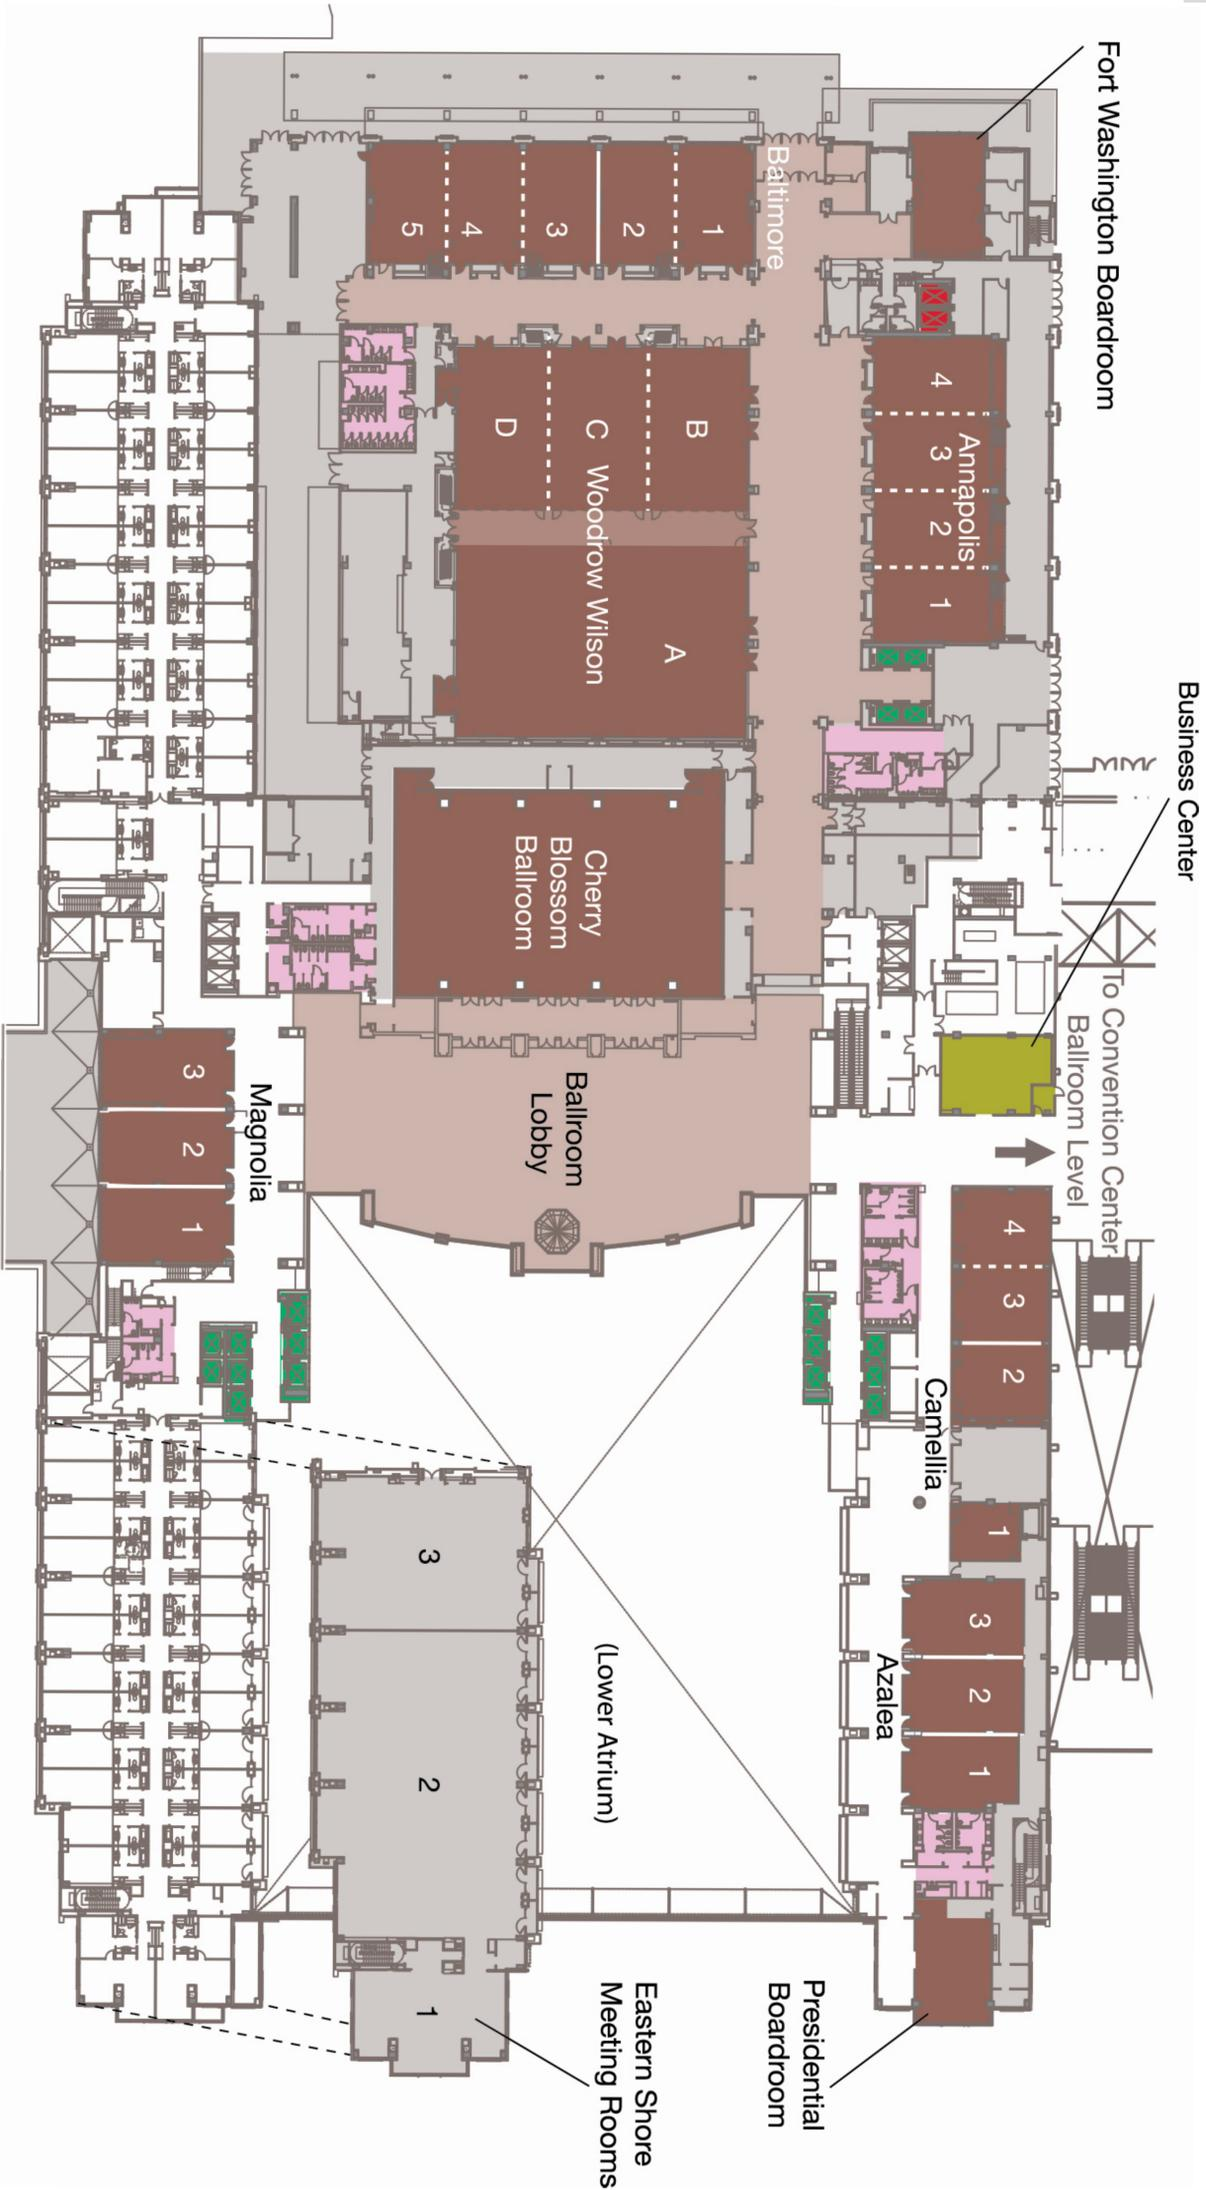 Fort Washington Boardroom
Baltimore
5
4
3
2
1
4
3
2
1
Annapolis
D
C
B
Woodrow Wilson
A
Business Center
Cherry
Blossom
Ballroom
To Convention Center
Ballroom Level
Ballroom
Lobby
3
2
1
Magnolia
4
3
2
1
Camellia
3
2
1
Azalea
(Lower Atrium)
3
2
1
Presidential
Boardroom
Eastern Shore
Meeting Rooms